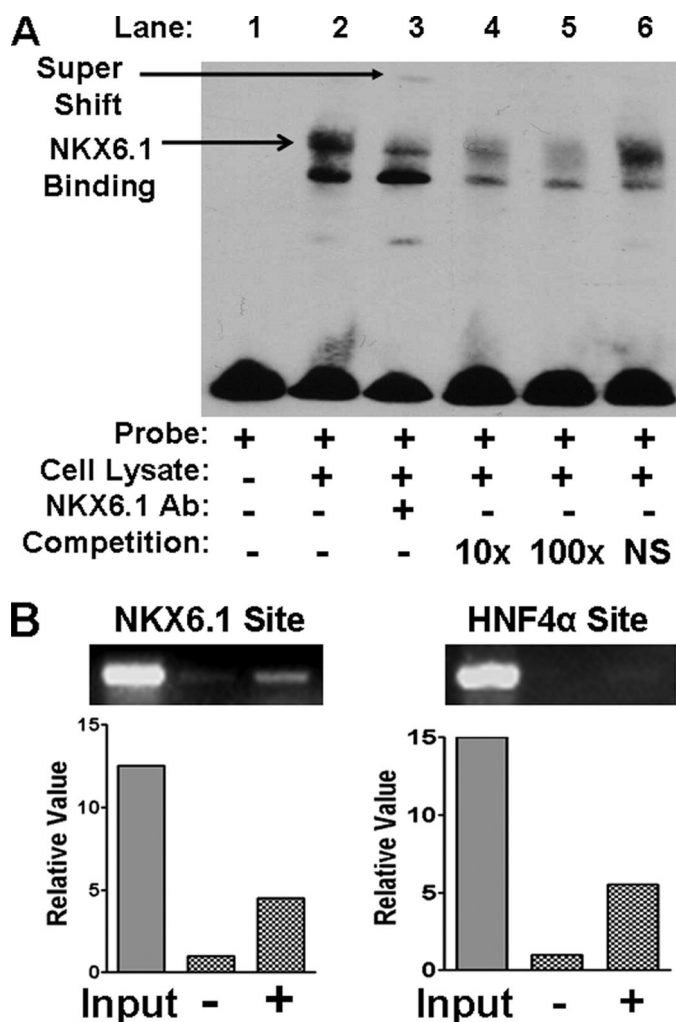 A
Lane: 1 2 3 4 5 6
Super
Shift
NKX6.1
Binding
Probe: + + + + + +
Cell Lysate: - + + + + +
NKX6.1 Ab: - - + - - -
Competition: - - - 10x 100x NS
B
NKX6.1 Site
HNF4α Site
15
10
5
0
Relative Value
Input - +
15
10
5
0
Relative Value
Input - +